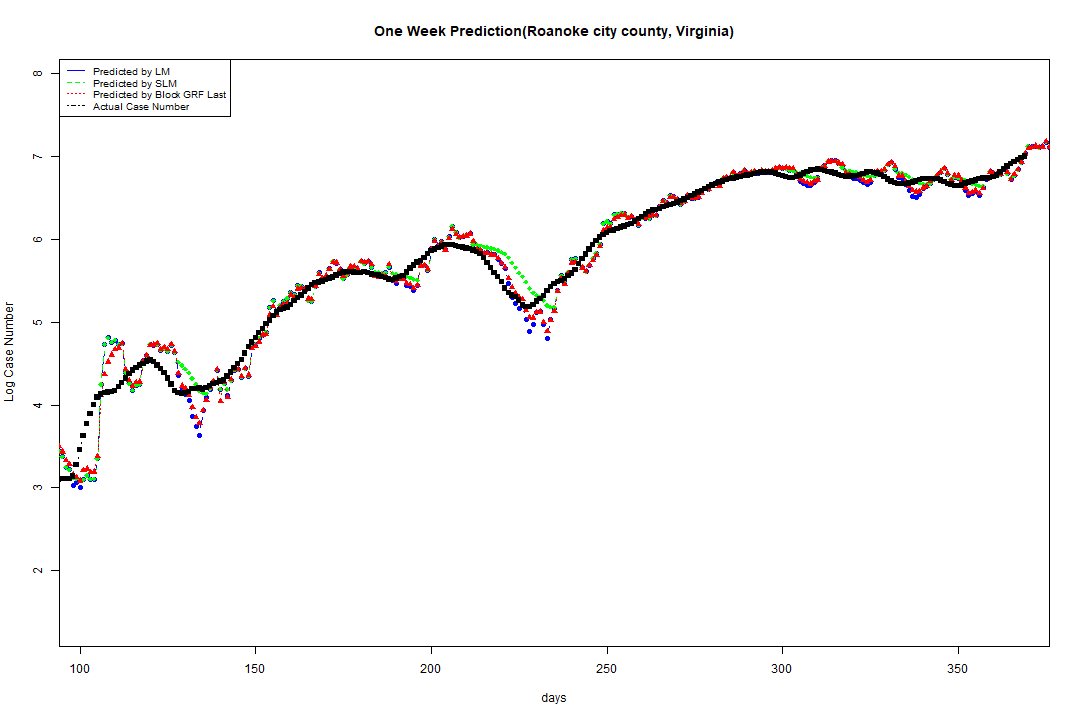 One Week Prediction(Roanoke city county, Virginia)
Predicted by LM
Predicted by SLM
Predicted by Block GRF Last
Actual Case Number
8
7
6
5
4
3
2
Log Case Number
100 150 200 250 300 350
days